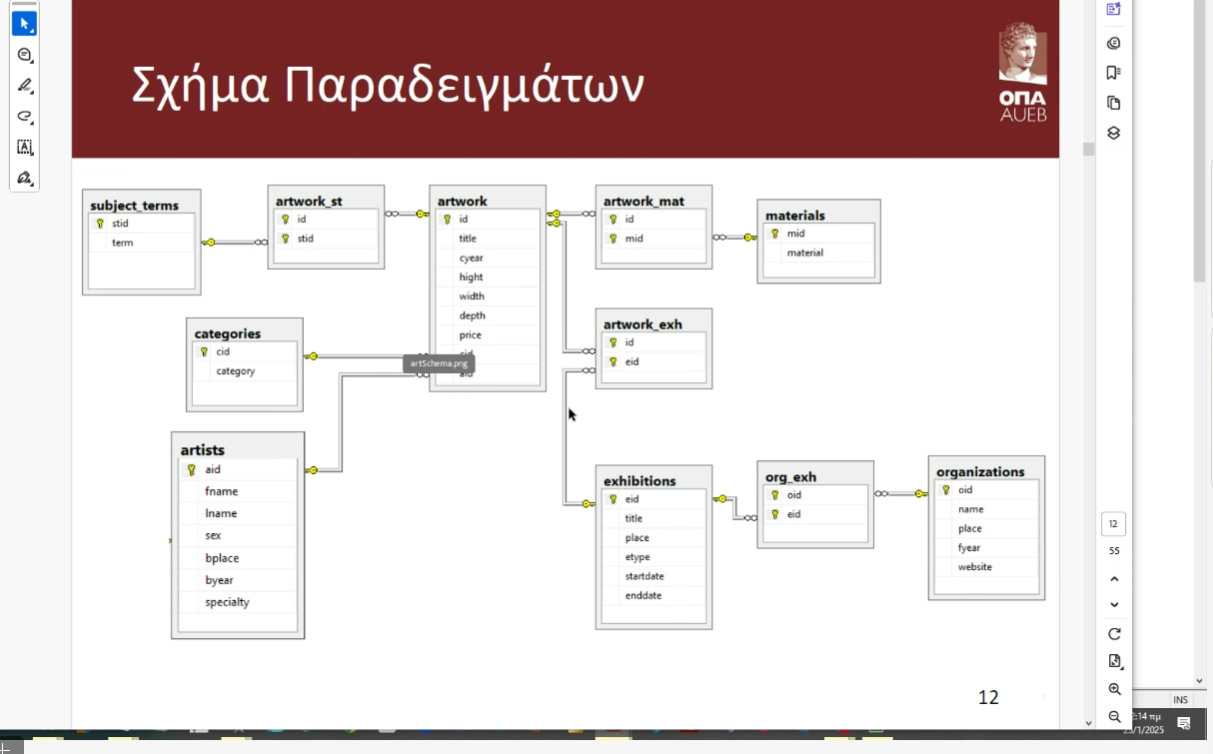 Σχήμα Παραδειγμάτων
ΟΠΑ
AUEB
subject_terms
stid
term
artwork_st
id
stid
artwork
id
title
cyear
hight
width
depth
price
cid
aid
artSchema.png
artwork_mat
id
mid
materials
mid
material
categories
cid
category
artwork_exh
id
eid
artists
aid
fname
lname
sex
bplace
byear
specialty
exhibitions
eid
title
place
etype
startdate
enddate
org_exh
oid
eid
organizations
oid
name
place
fyear
website
12
12
55
INS
2:14 πμ